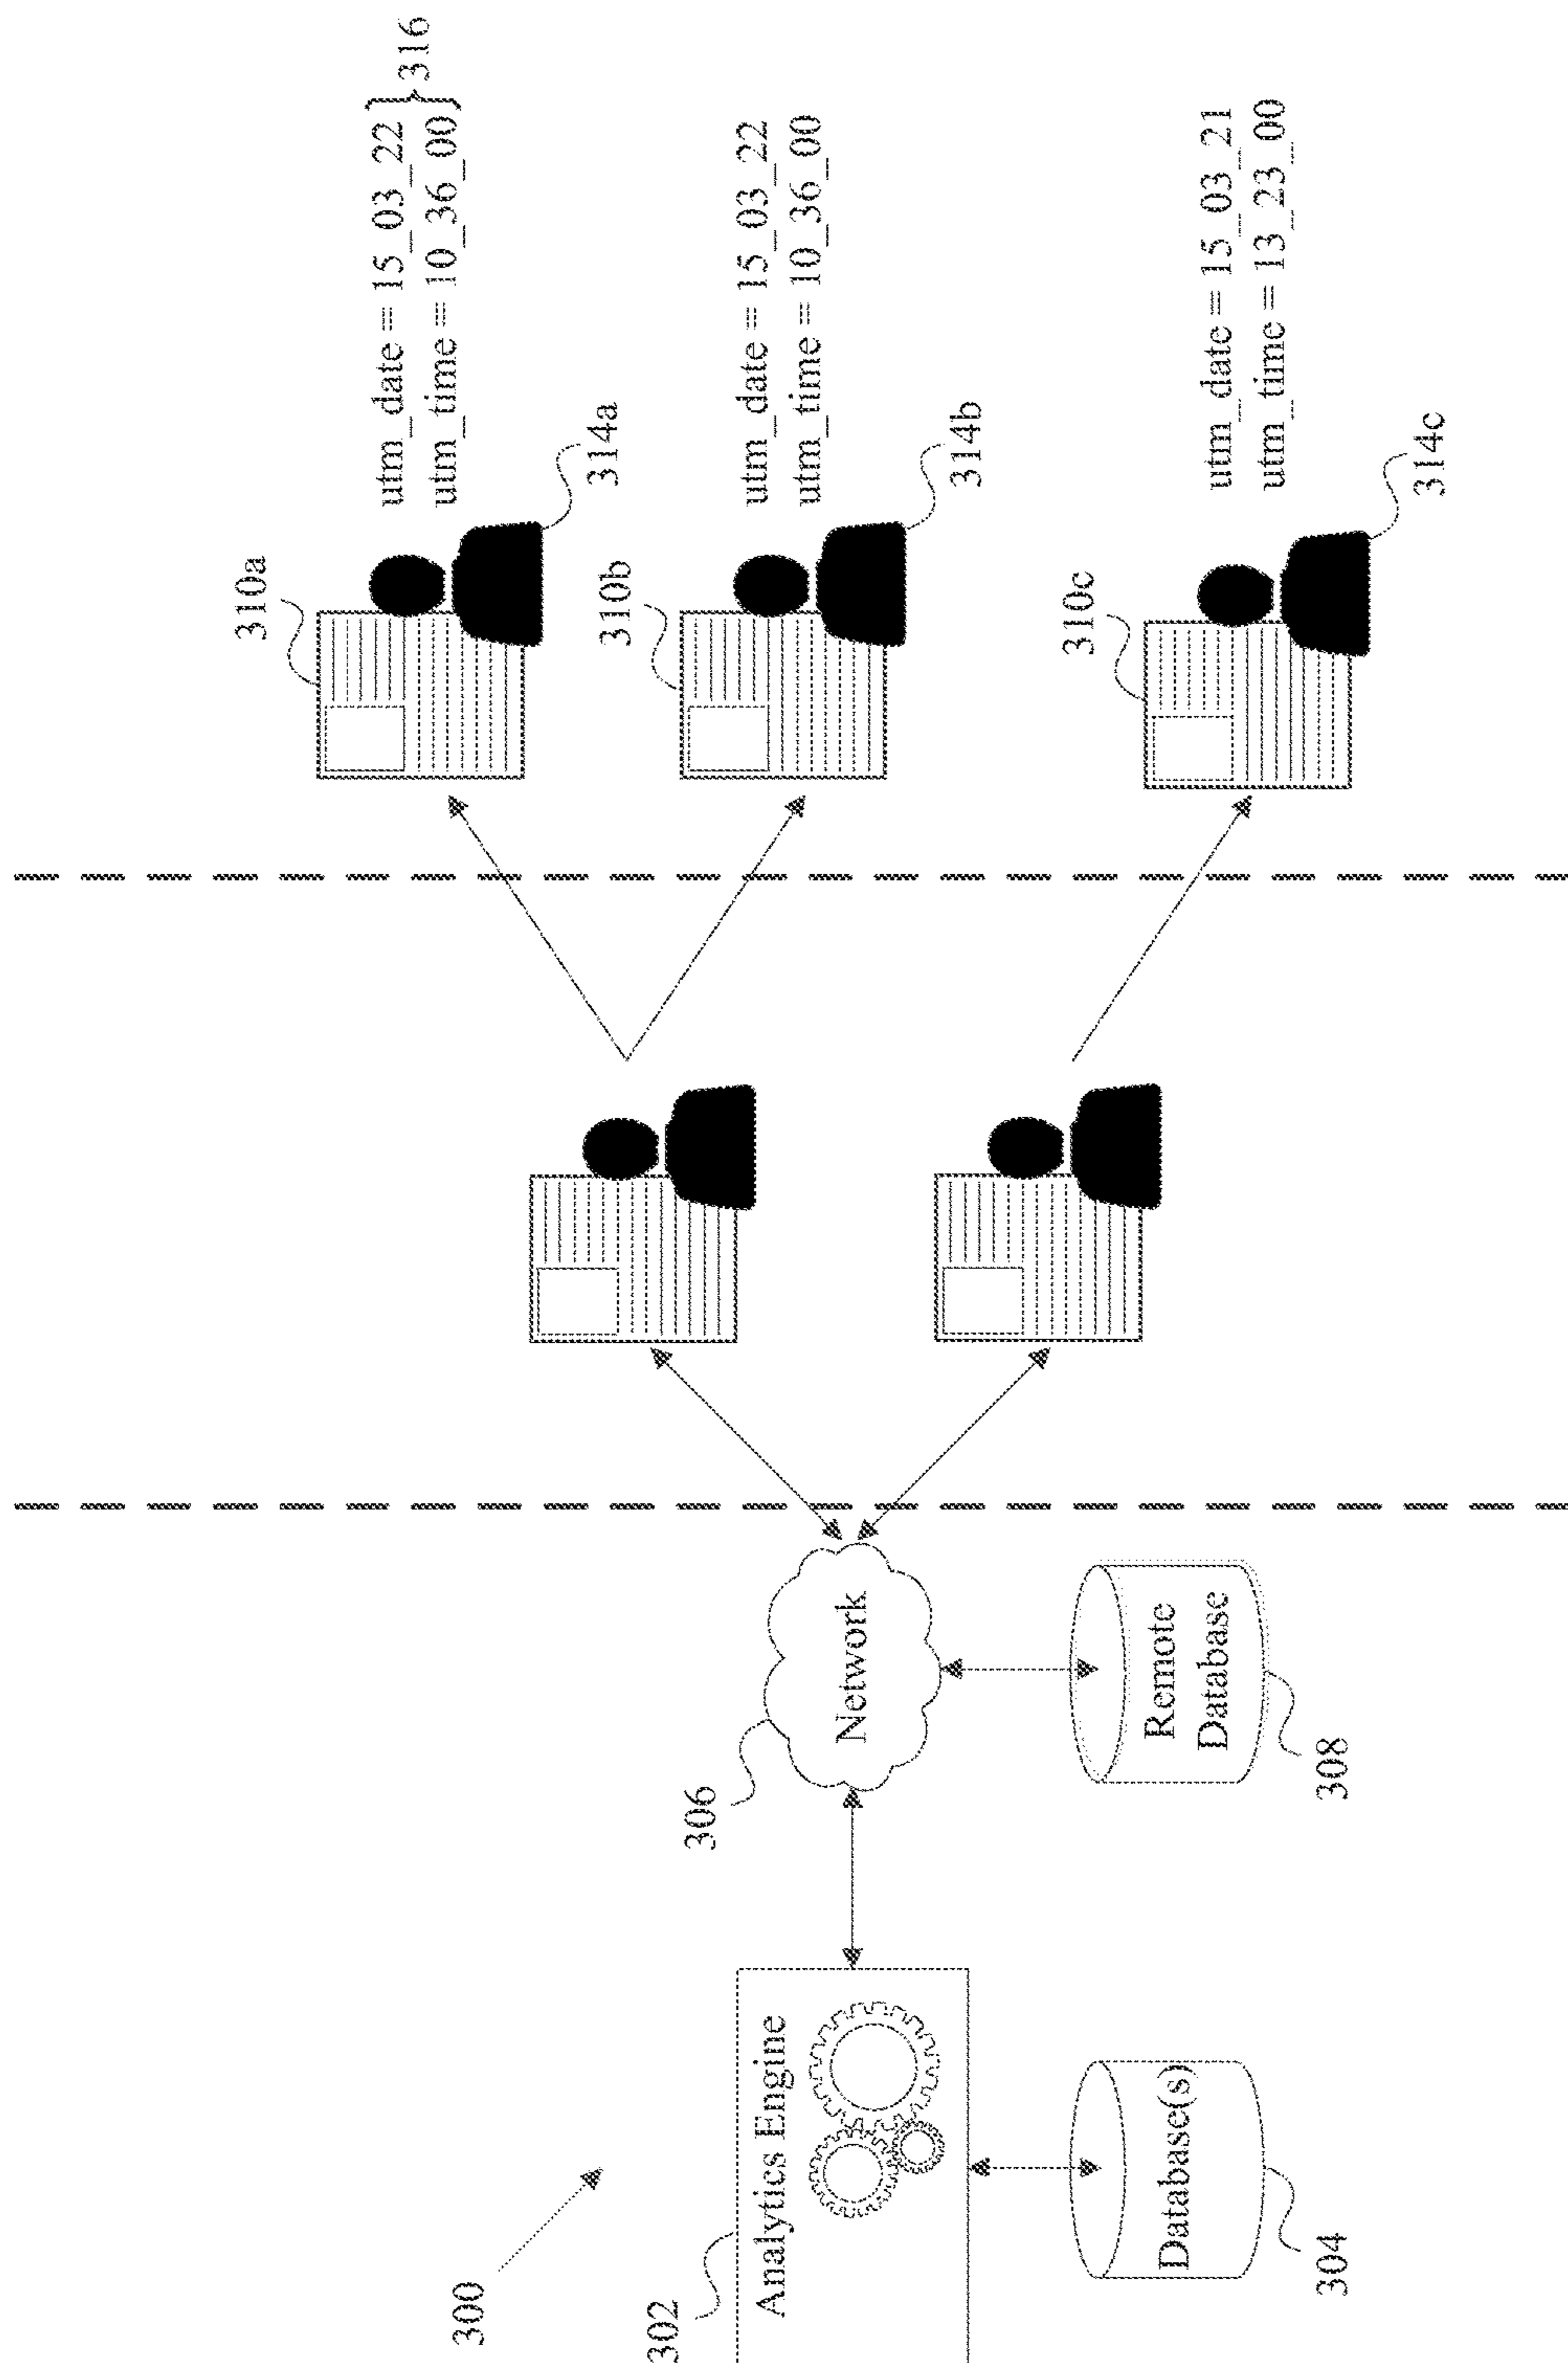 300
302
Analytics Engine
Database(s)
304
306
Network
Remote
Database
308
310a
utm_date = 15_03_22
utm_time = 10_36_00
316
314a
310b
utm_date = 15_03_22
utm_time = 10_36_00
314b
310c
utm_date = 15_03_21
utm_time = 13_23_00
314c